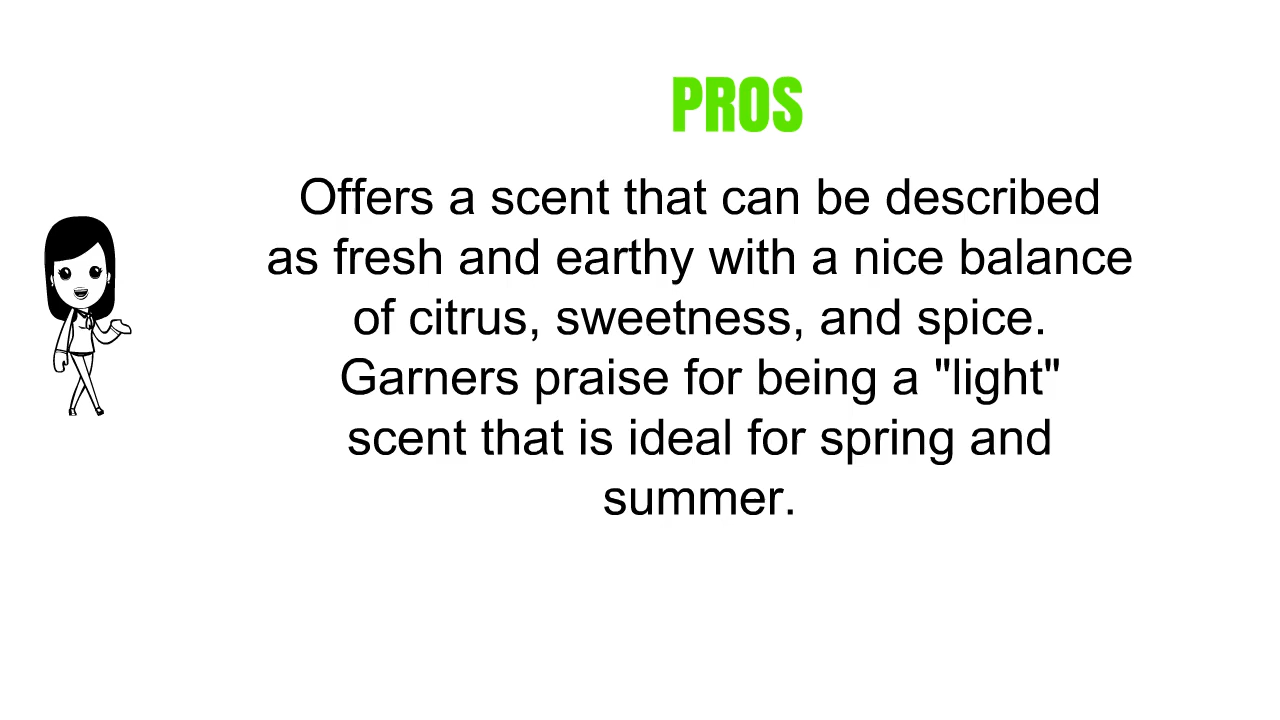 PROS
Offers a scent that can be described
as fresh and earthy with a nice balance
of citrus, sweetness, and spice.
Garners praise for being a "light"
scent that is ideal for spring and
summer.